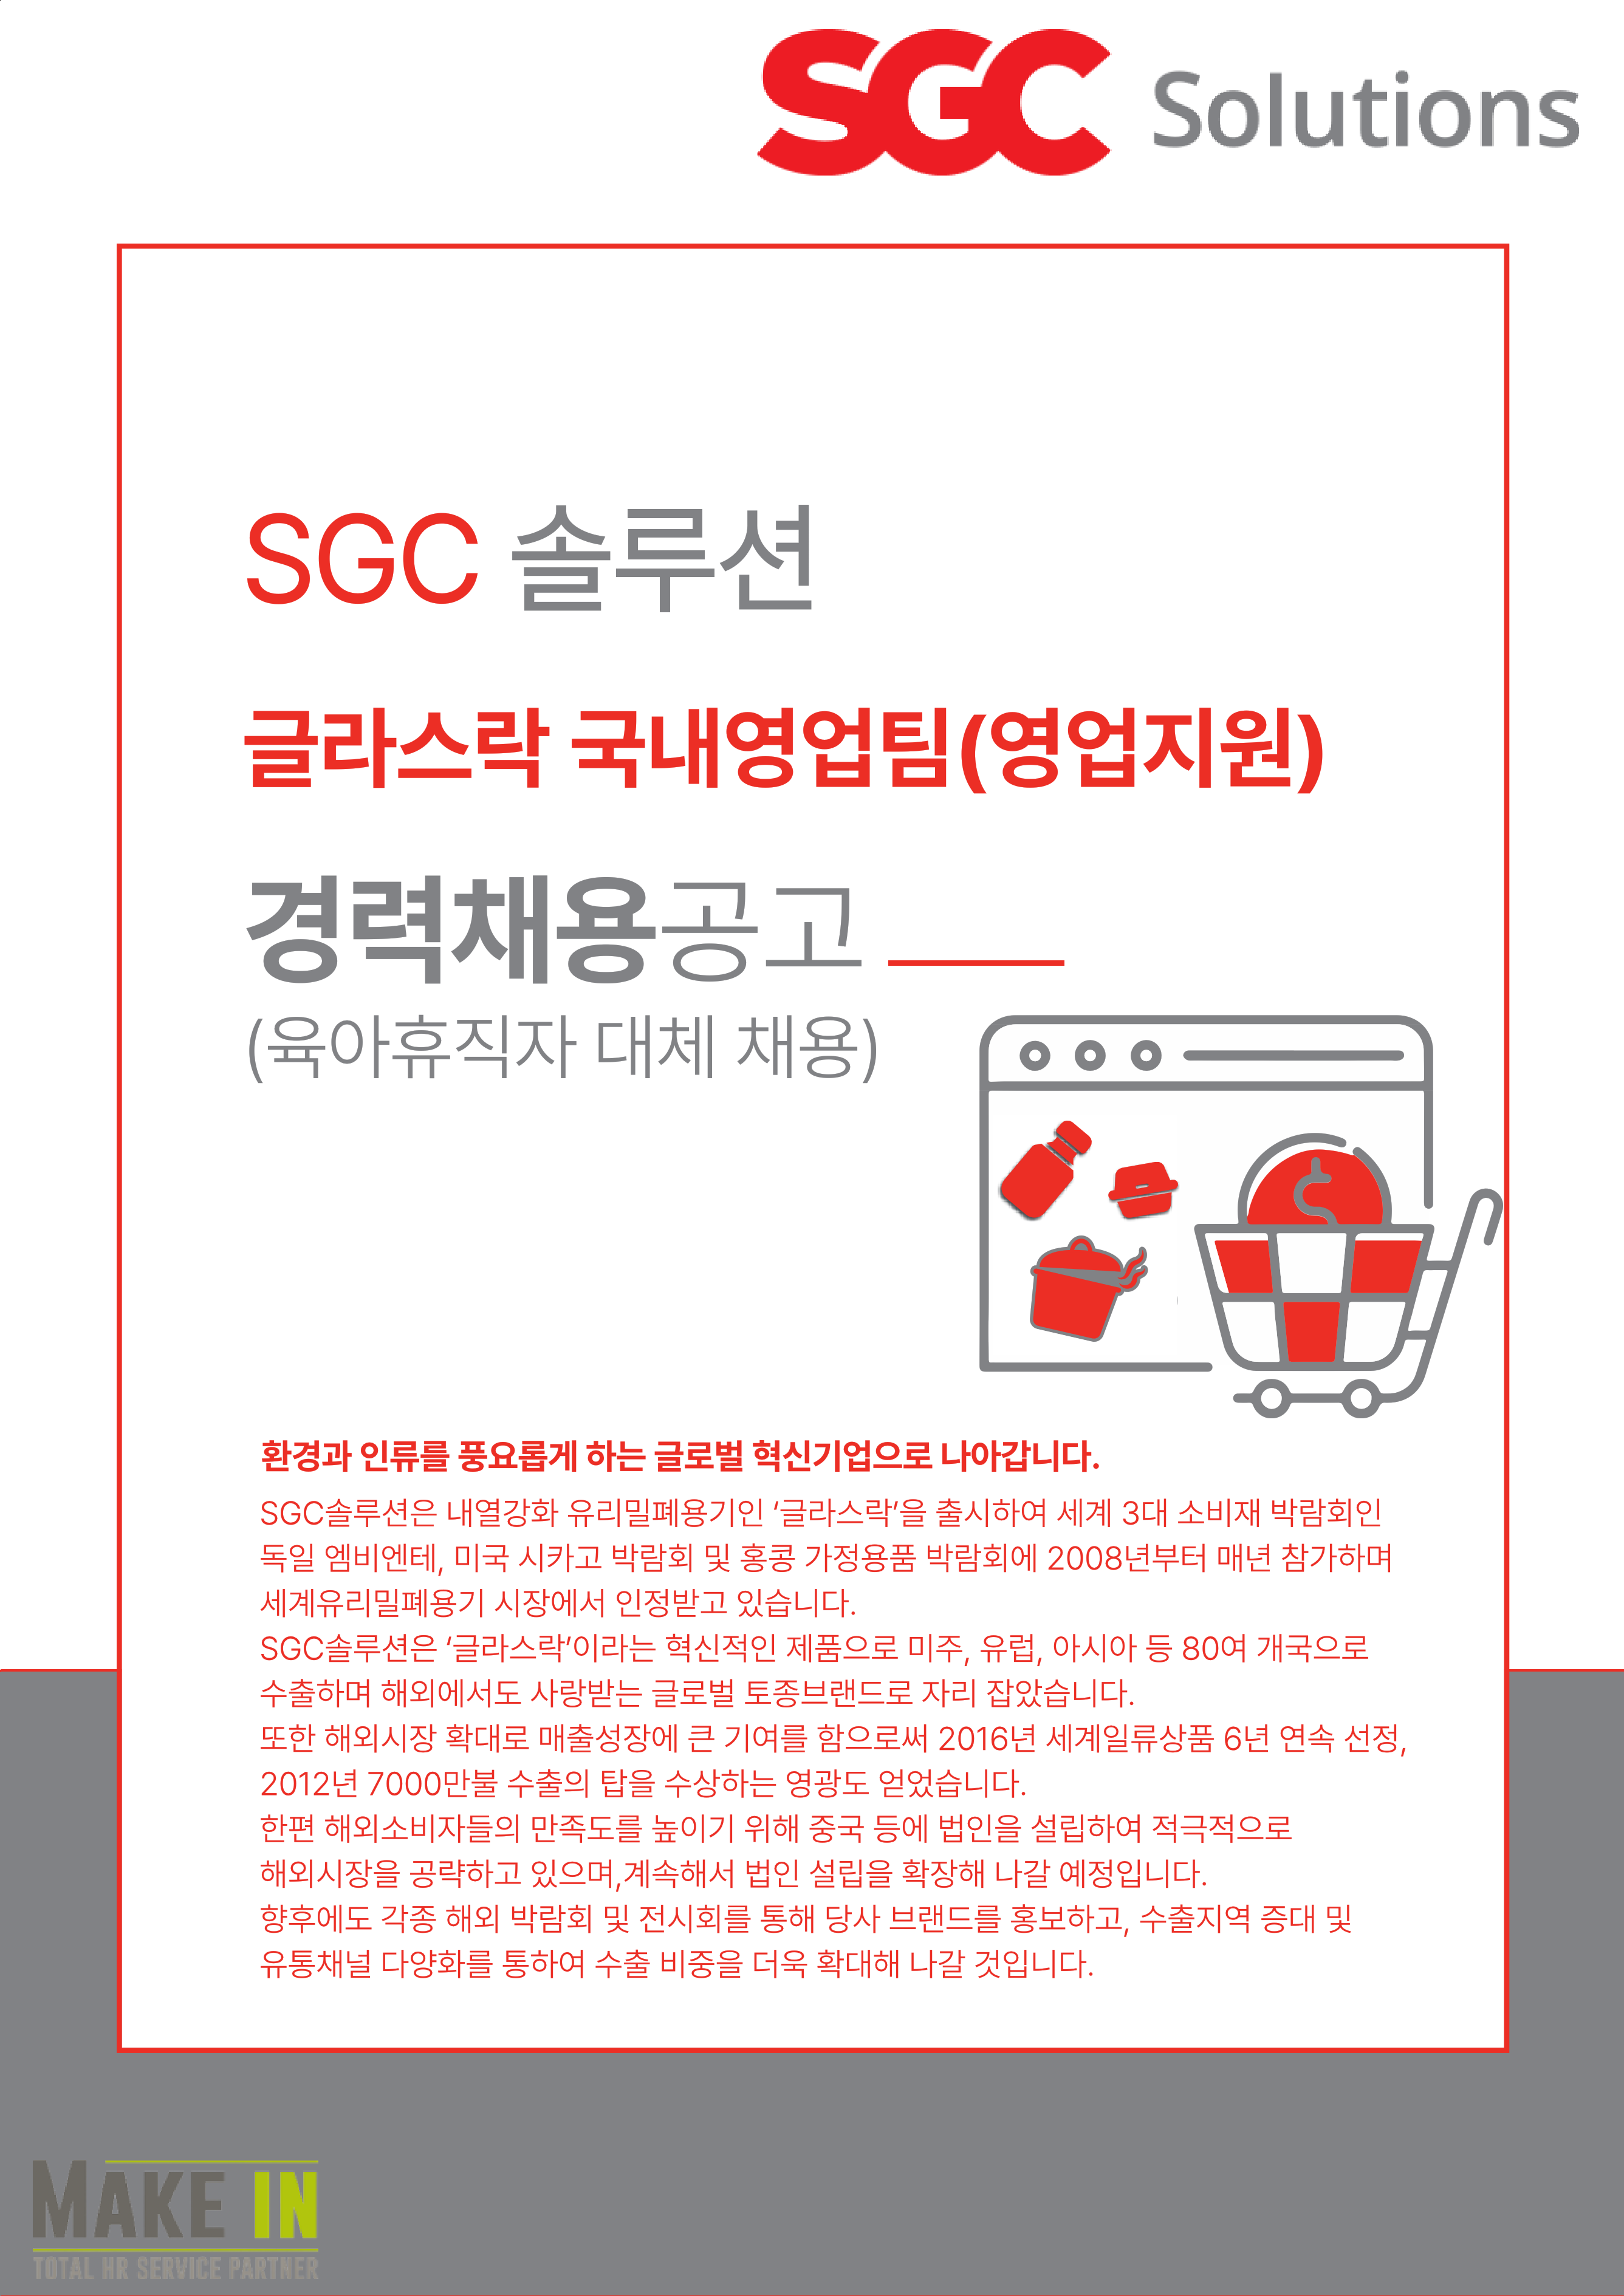 SGC Solutions
SGC 솔루션
글라스락 국내영업팀(영업지원)
경력채용공고
(육아휴직자 대체 채용)
$
환경과 인류를 풍요롭게 하는 글로벌 혁신기업으로 나아갑니다.
SGC솔루션은 내열강화 유리밀폐용기인 ‘글라스락’을 출시하여 세계 3대 소비재 박람회인
독일 엠비엔테, 미국 시카고 박람회 및 홍콩 가정용품 박람회에 2008년부터 매년 참가하며
세계유리밀폐용기 시장에서 인정받고 있습니다.
SGC솔루션은 ‘글라스락’이라는 혁신적인 제품으로 미주, 유럽, 아시아 등 80여 개국으로
수출하며 해외에서도 사랑받는 글로벌 토종브랜드로 자리 잡았습니다.
또한 해외시장 확대로 매출성장에 큰 기여를 함으로써 2016년 세계일류상품 6년 연속 선정,
2012년 7000만불 수출의 탑을 수상하는 영광도 얻었습니다.
한편 해외소비자들의 만족도를 높이기 위해 중국 등에 법인을 설립하여 적극적으로
해외시장을 공략하고 있으며,계속해서 법인 설립을 확장해 나갈 예정입니다.
향후에도 각종 해외 박람회 및 전시회를 통해 당사 브랜드를 홍보하고, 수출지역 증대 및
유통채널 다양화를 통하여 수출 비중을 더욱 확대해 나갈 것입니다.
MAKE IN
TOTAL HR SERVICE PARTNER